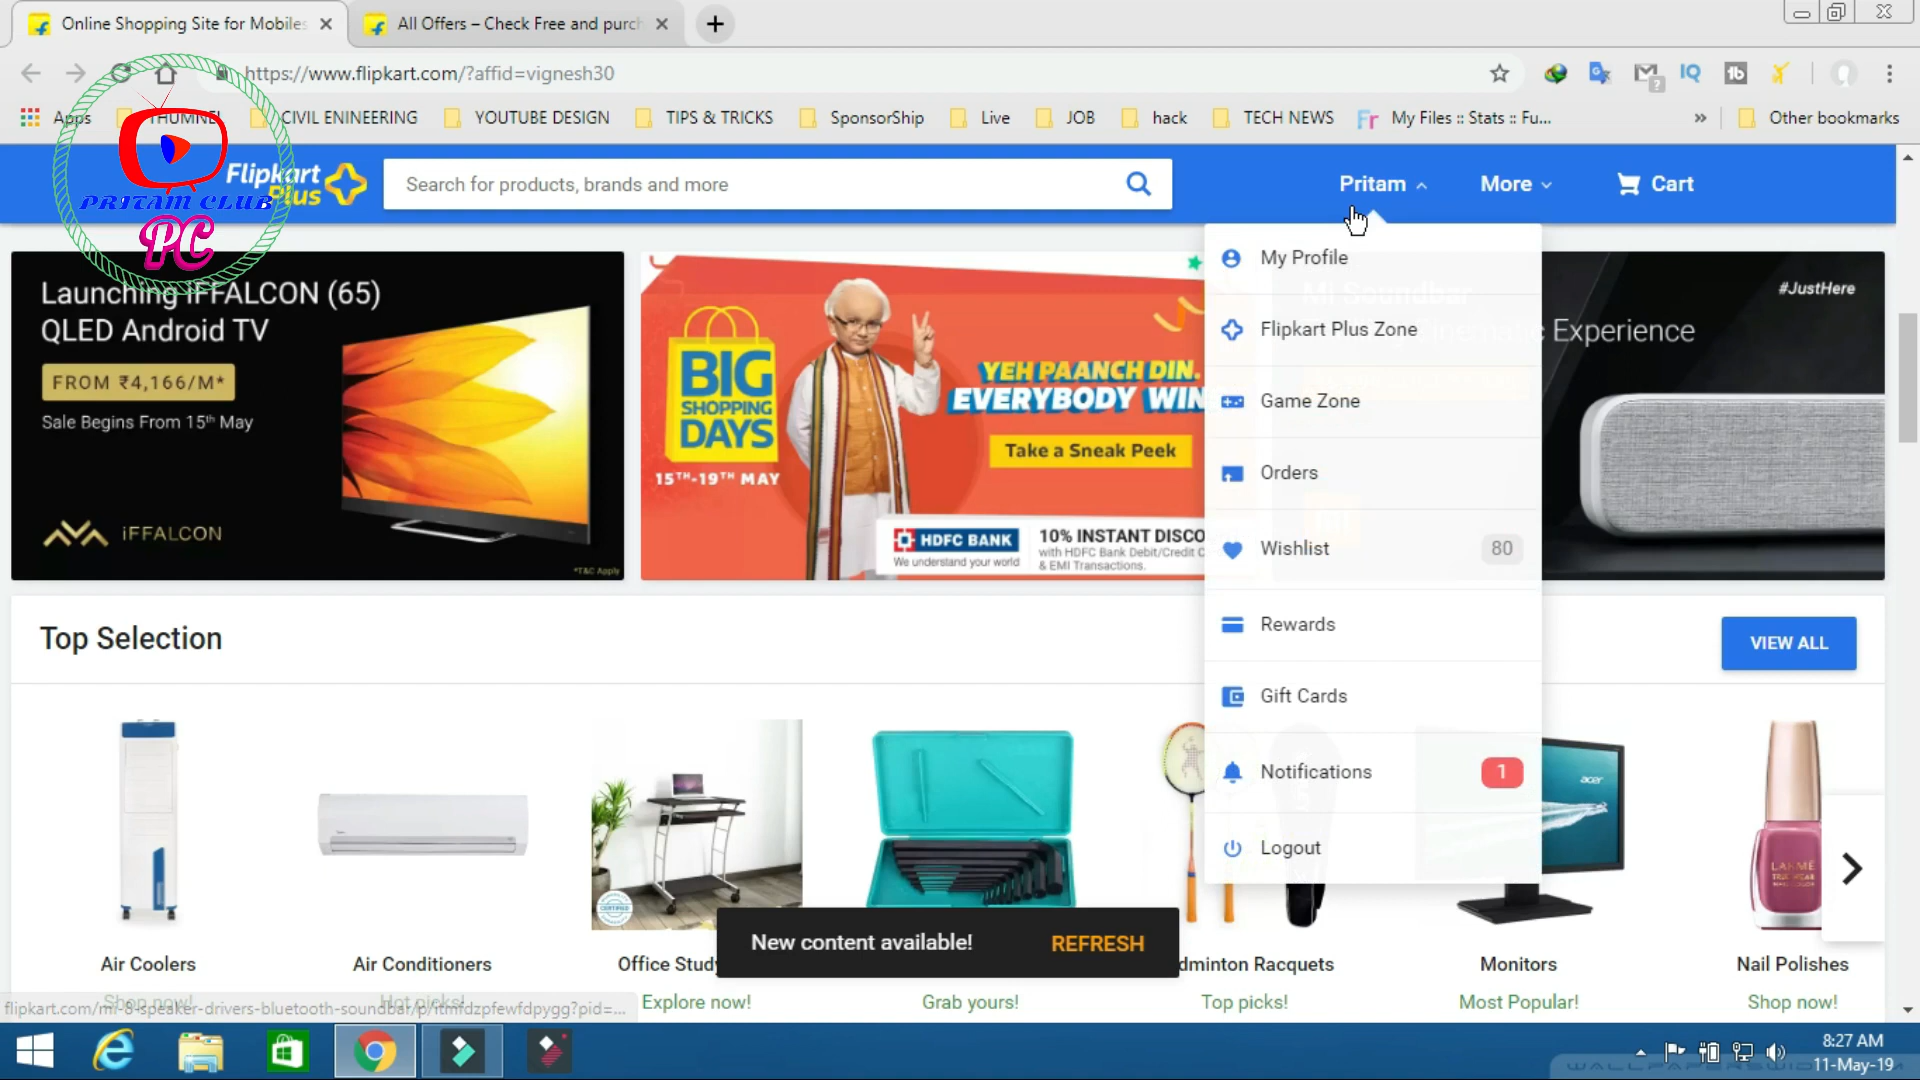 Online Shopping Site for Mobiles
All Offers – Check Free and purch
https://www.flipkart.com/?affid=vignesh30
Apps
THUMNEL
CIVIL ENINEERING
YOUTUBE DESIGN
TIPS & TRICKS
SponsorShip
Live
JOB
hack
TECH NEWS
Fr My Files :: Stats :: Fu...
»
Other bookmarks
Flipkart
Plus
PRITAM CLUB
PC
Search for products, brands and more
Pritam
More
Cart
Launching iFFALCON (65)
QLED Android TV
FROM ₹4,166/M*
Sale Begins From 15th May
iFFALCON
*T&C Apply
BIG
SHOPPING
DAYS
15TH-19TH MAY
YEH PAANCH DIN.
EVERYBODY WIN
Take a Sneak Peek
HDFC BANK
We understand your world
10% INSTANT DISCO
with HDFC Bank Debit/Credit C
& EMI Transactions.
Mi Soundbar
Experience
#JustHere
My Profile
Flipkart Plus Zone
Game Zone
Orders
Wishlist
80
Rewards
Gift Cards
Notifications
1
Logout
Top Selection
VIEW ALL
acer
LAKMÉ
Air Coolers
Air Conditioners
Office Stud
dminton Racquets
Monitors
Nail Polishes
Shop now!
Hot picks!
Explore now!
Grab yours!
Top picks!
Most Popular!
Shop now!
New content available!
REFRESH
flipkart.com/mi-8-speaker-drivers-bluetooth-soundbar/p/itmfdzpfewfdpygg?pid=...
8:27 AM
11-May-19